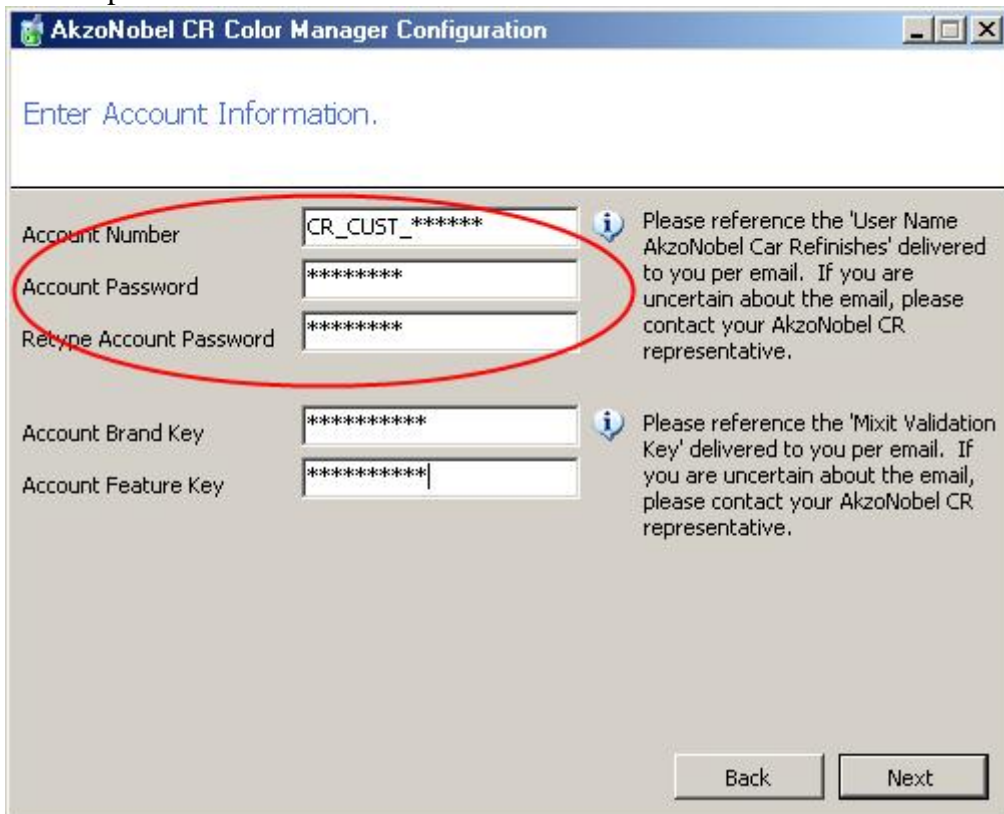 AkzoNobel CR Color Manager Configuration
Enter Account Information.
Account Number
CR_CUST_******
Please reference the 'User Name
AkzoNobel Car Refinishes' delivered
to you per email. If you are
uncertain about the email, please
contact your AkzoNobel CR
representative.
Account Password
********
Retype Account Password
********
Account Brand Key
**********
Please reference the 'Mixit Validation
Key' delivered to you per email. If
you are uncertain about the email,
please contact your AkzoNobel CR
representative.
Account Feature Key
**********
Back
Next